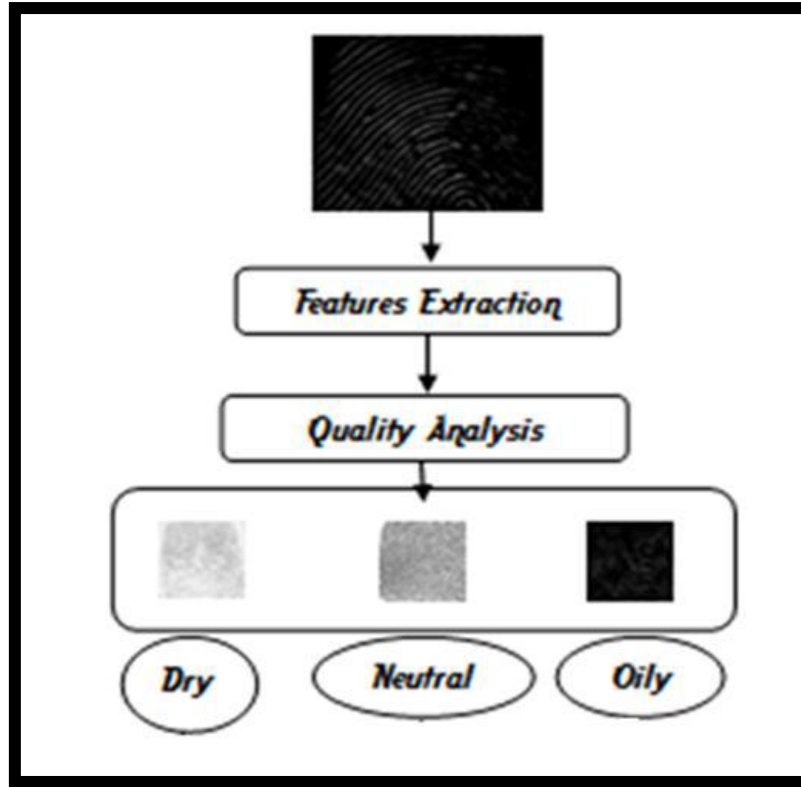 Features Extraction
Quality Analysis
Dry
Neutral
Oily